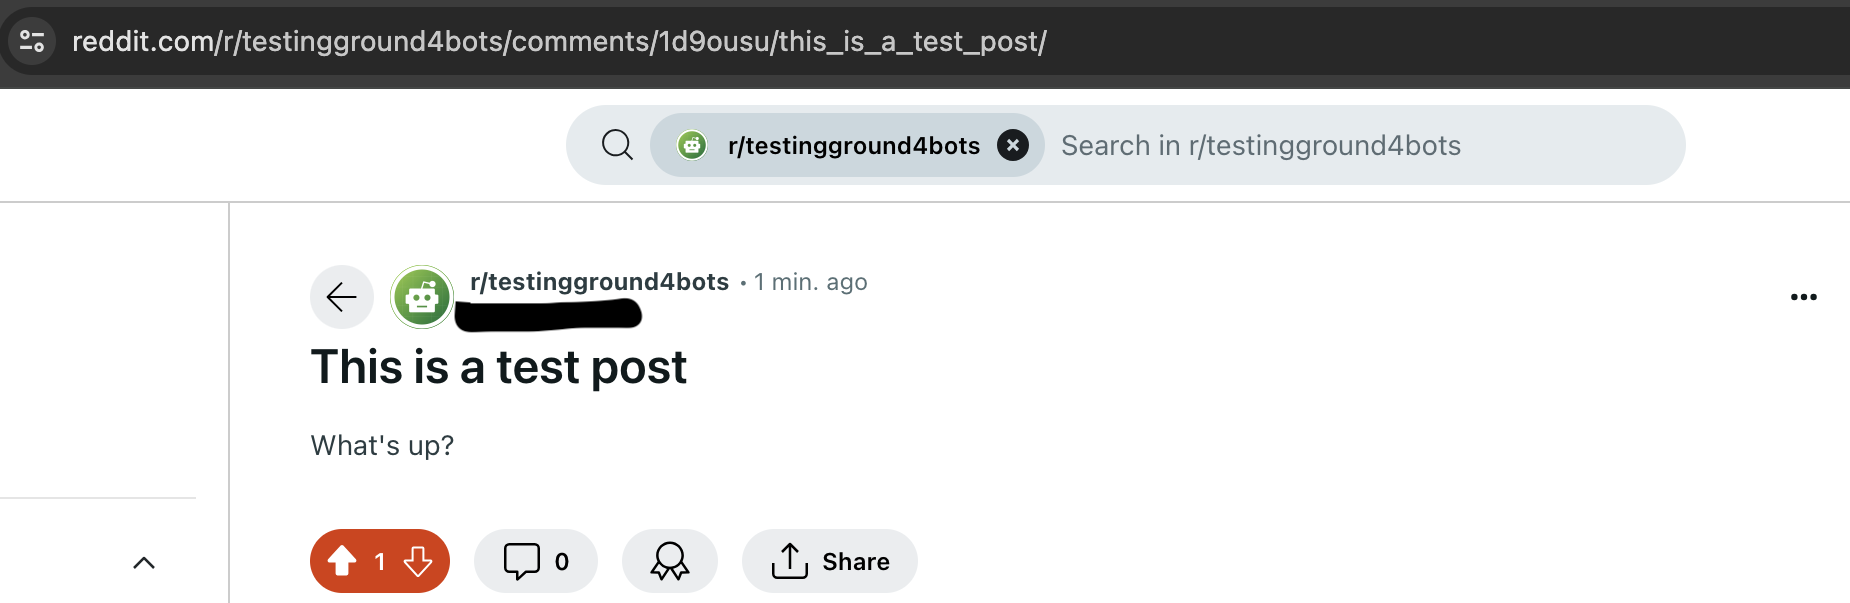 reddit.com/r/testingground4bots/comments/1d9ousu/this_is_a_test_post/
r/testingground4bots Search in r/testingground4bots
r/testingground4bots • 1 min. ago
This is a test post
What's up?
1 0 Share